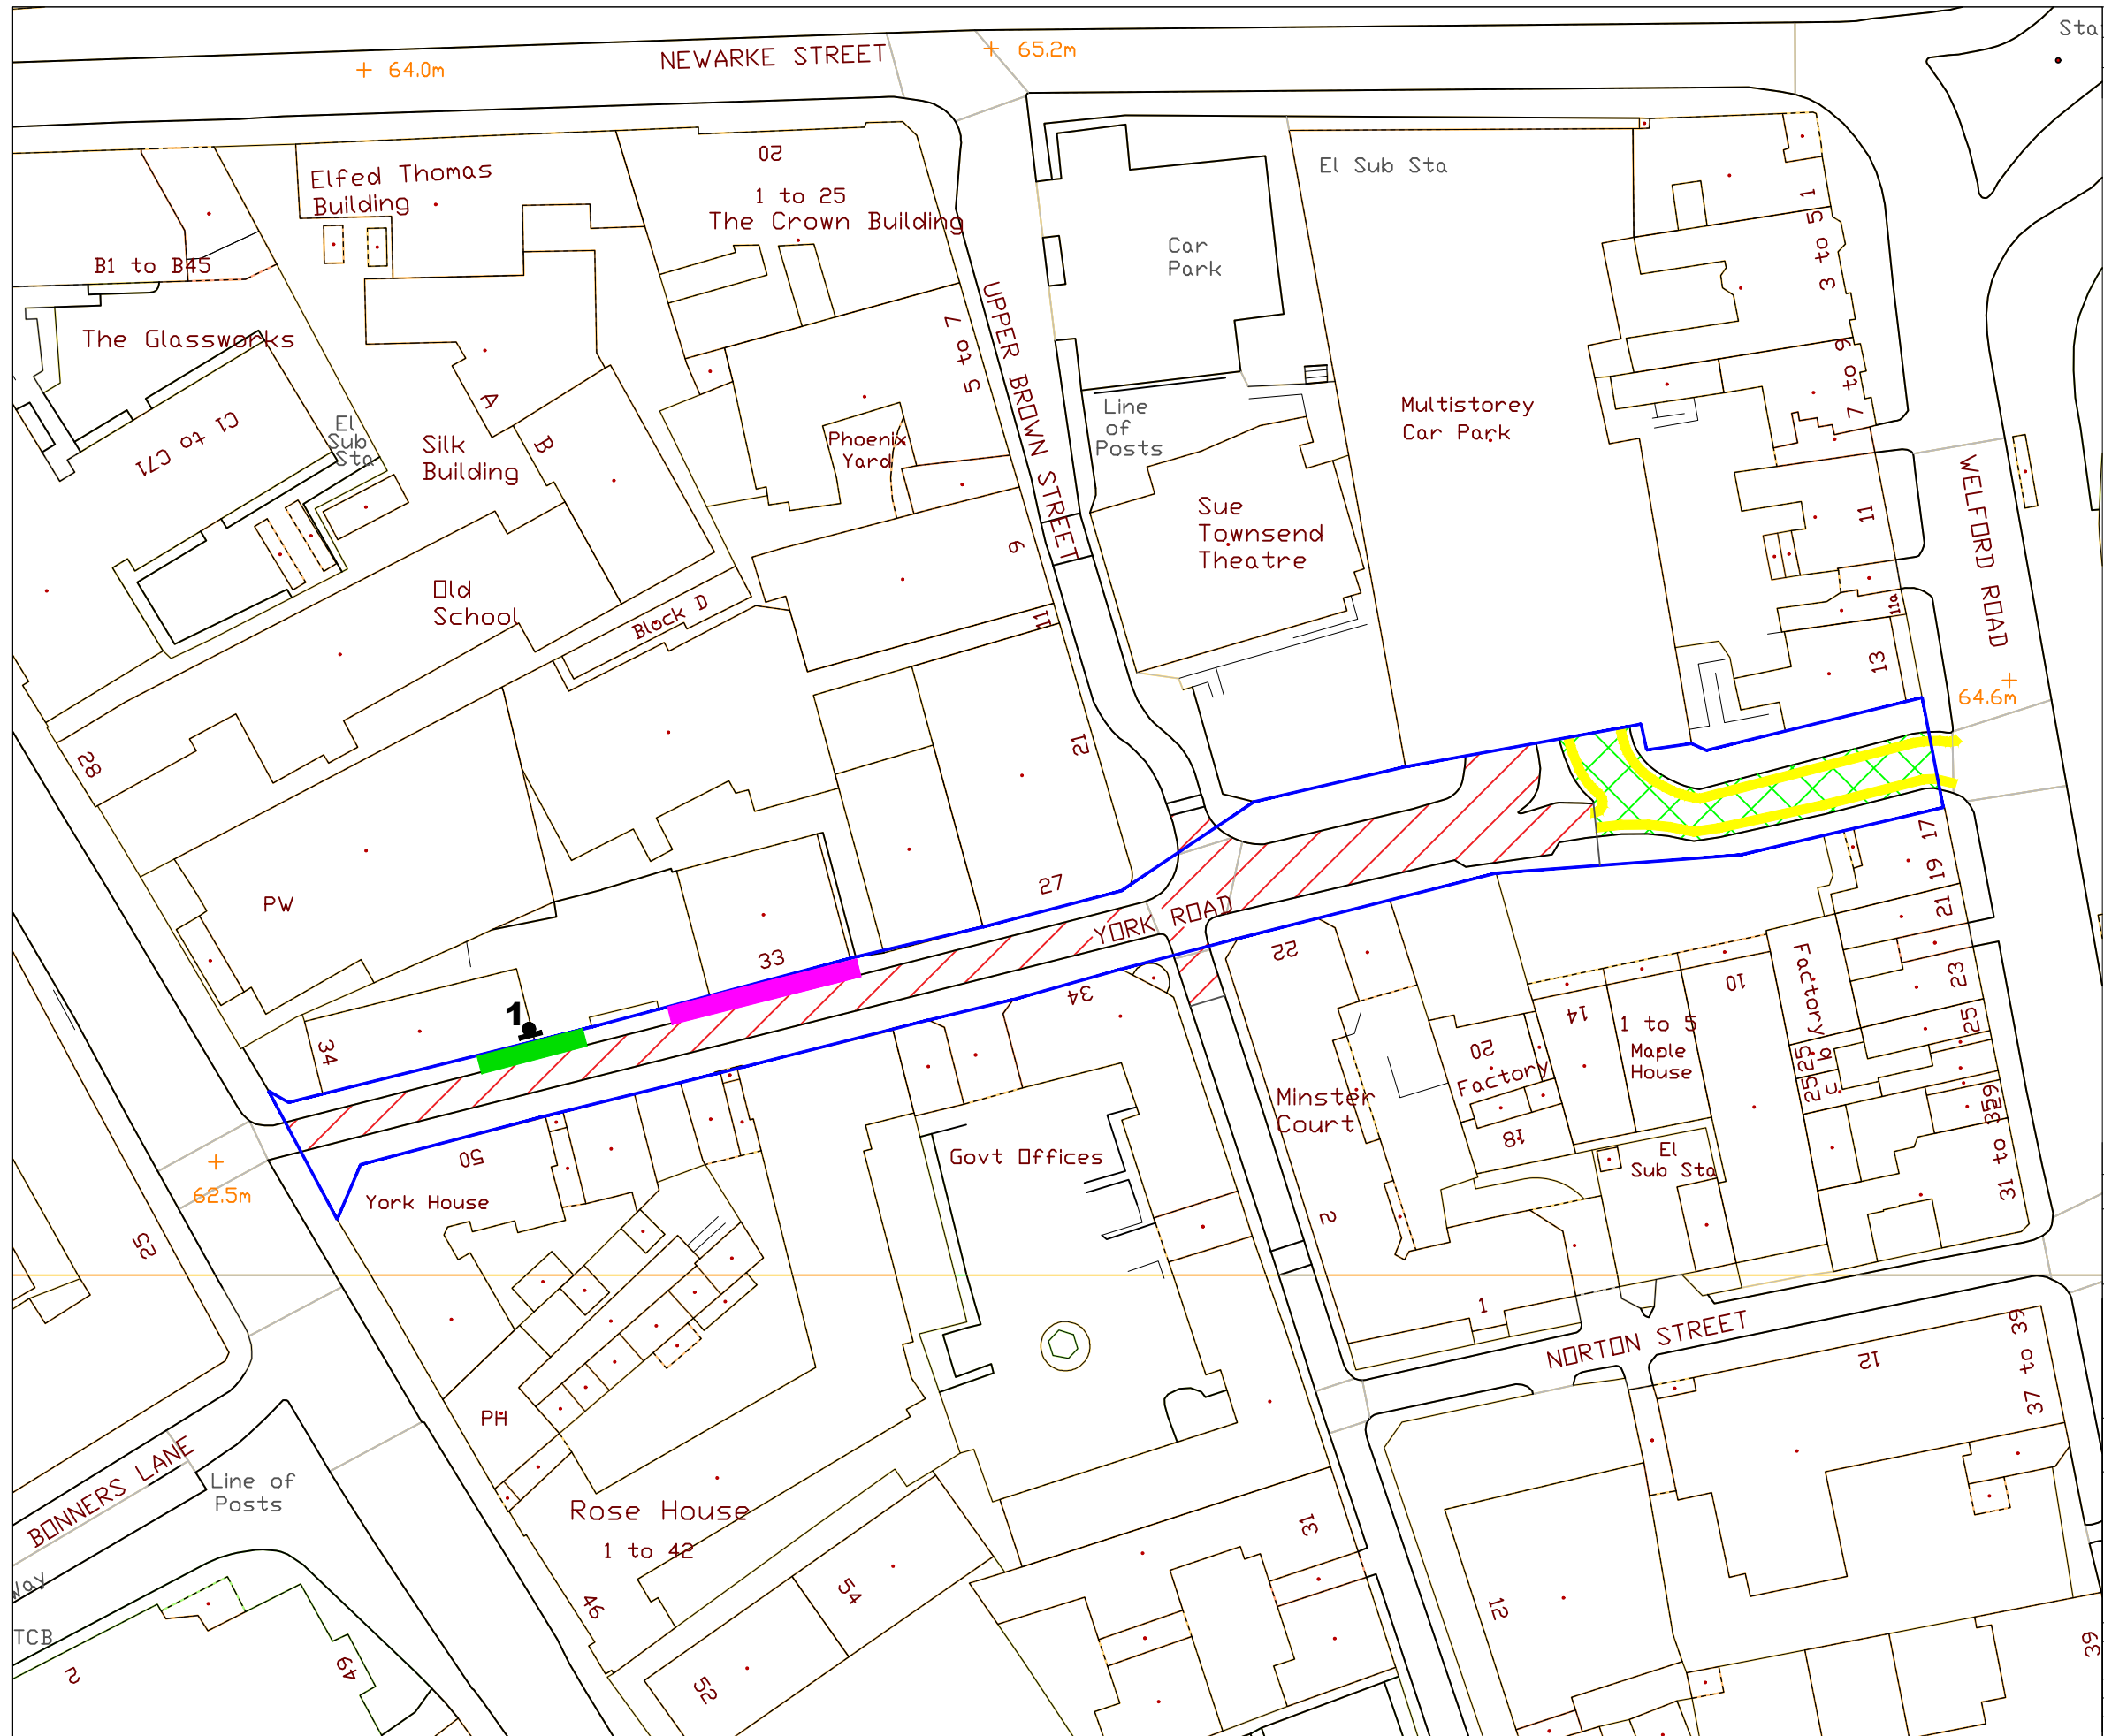 NEWARKE STREET
64.0m
65.2m
Sta
Elfed Thomas
Building
20
1 to 25
The Crown Building
El Sub Sta
1
3 to 5
7 to 9
B1 to B45
The Glassworks
C1 to C71
El
Sub
Sta
A
B
Silk
Building
5 to 7
UPPER BROWN STREET
Car
Park
Line
of
Posts
Phoenix
Yard
Multistorey
Car Park
Sue
Townsend
Theatre
WELFORD ROAD
11
11a
13
64.6m
Old
School
Block D
9
11
21
28
PW
27
33
34
1
YORK ROAD
22
34
17
19
21
23
25
Factory
10
14
1 to 5
Maple
House
20
Factory
18
25
b
25
c
29
31 to 35
El
Sub Sta
Minster
Court
2
1
62.5m
50
York House
Govt Offices
25
PH
NORTON STREET
12
37 to 39
BONNERS LANE
Line of
Posts
Rose House
1 to 42
46
54
52
31
12
39
Way
TCB
2
49